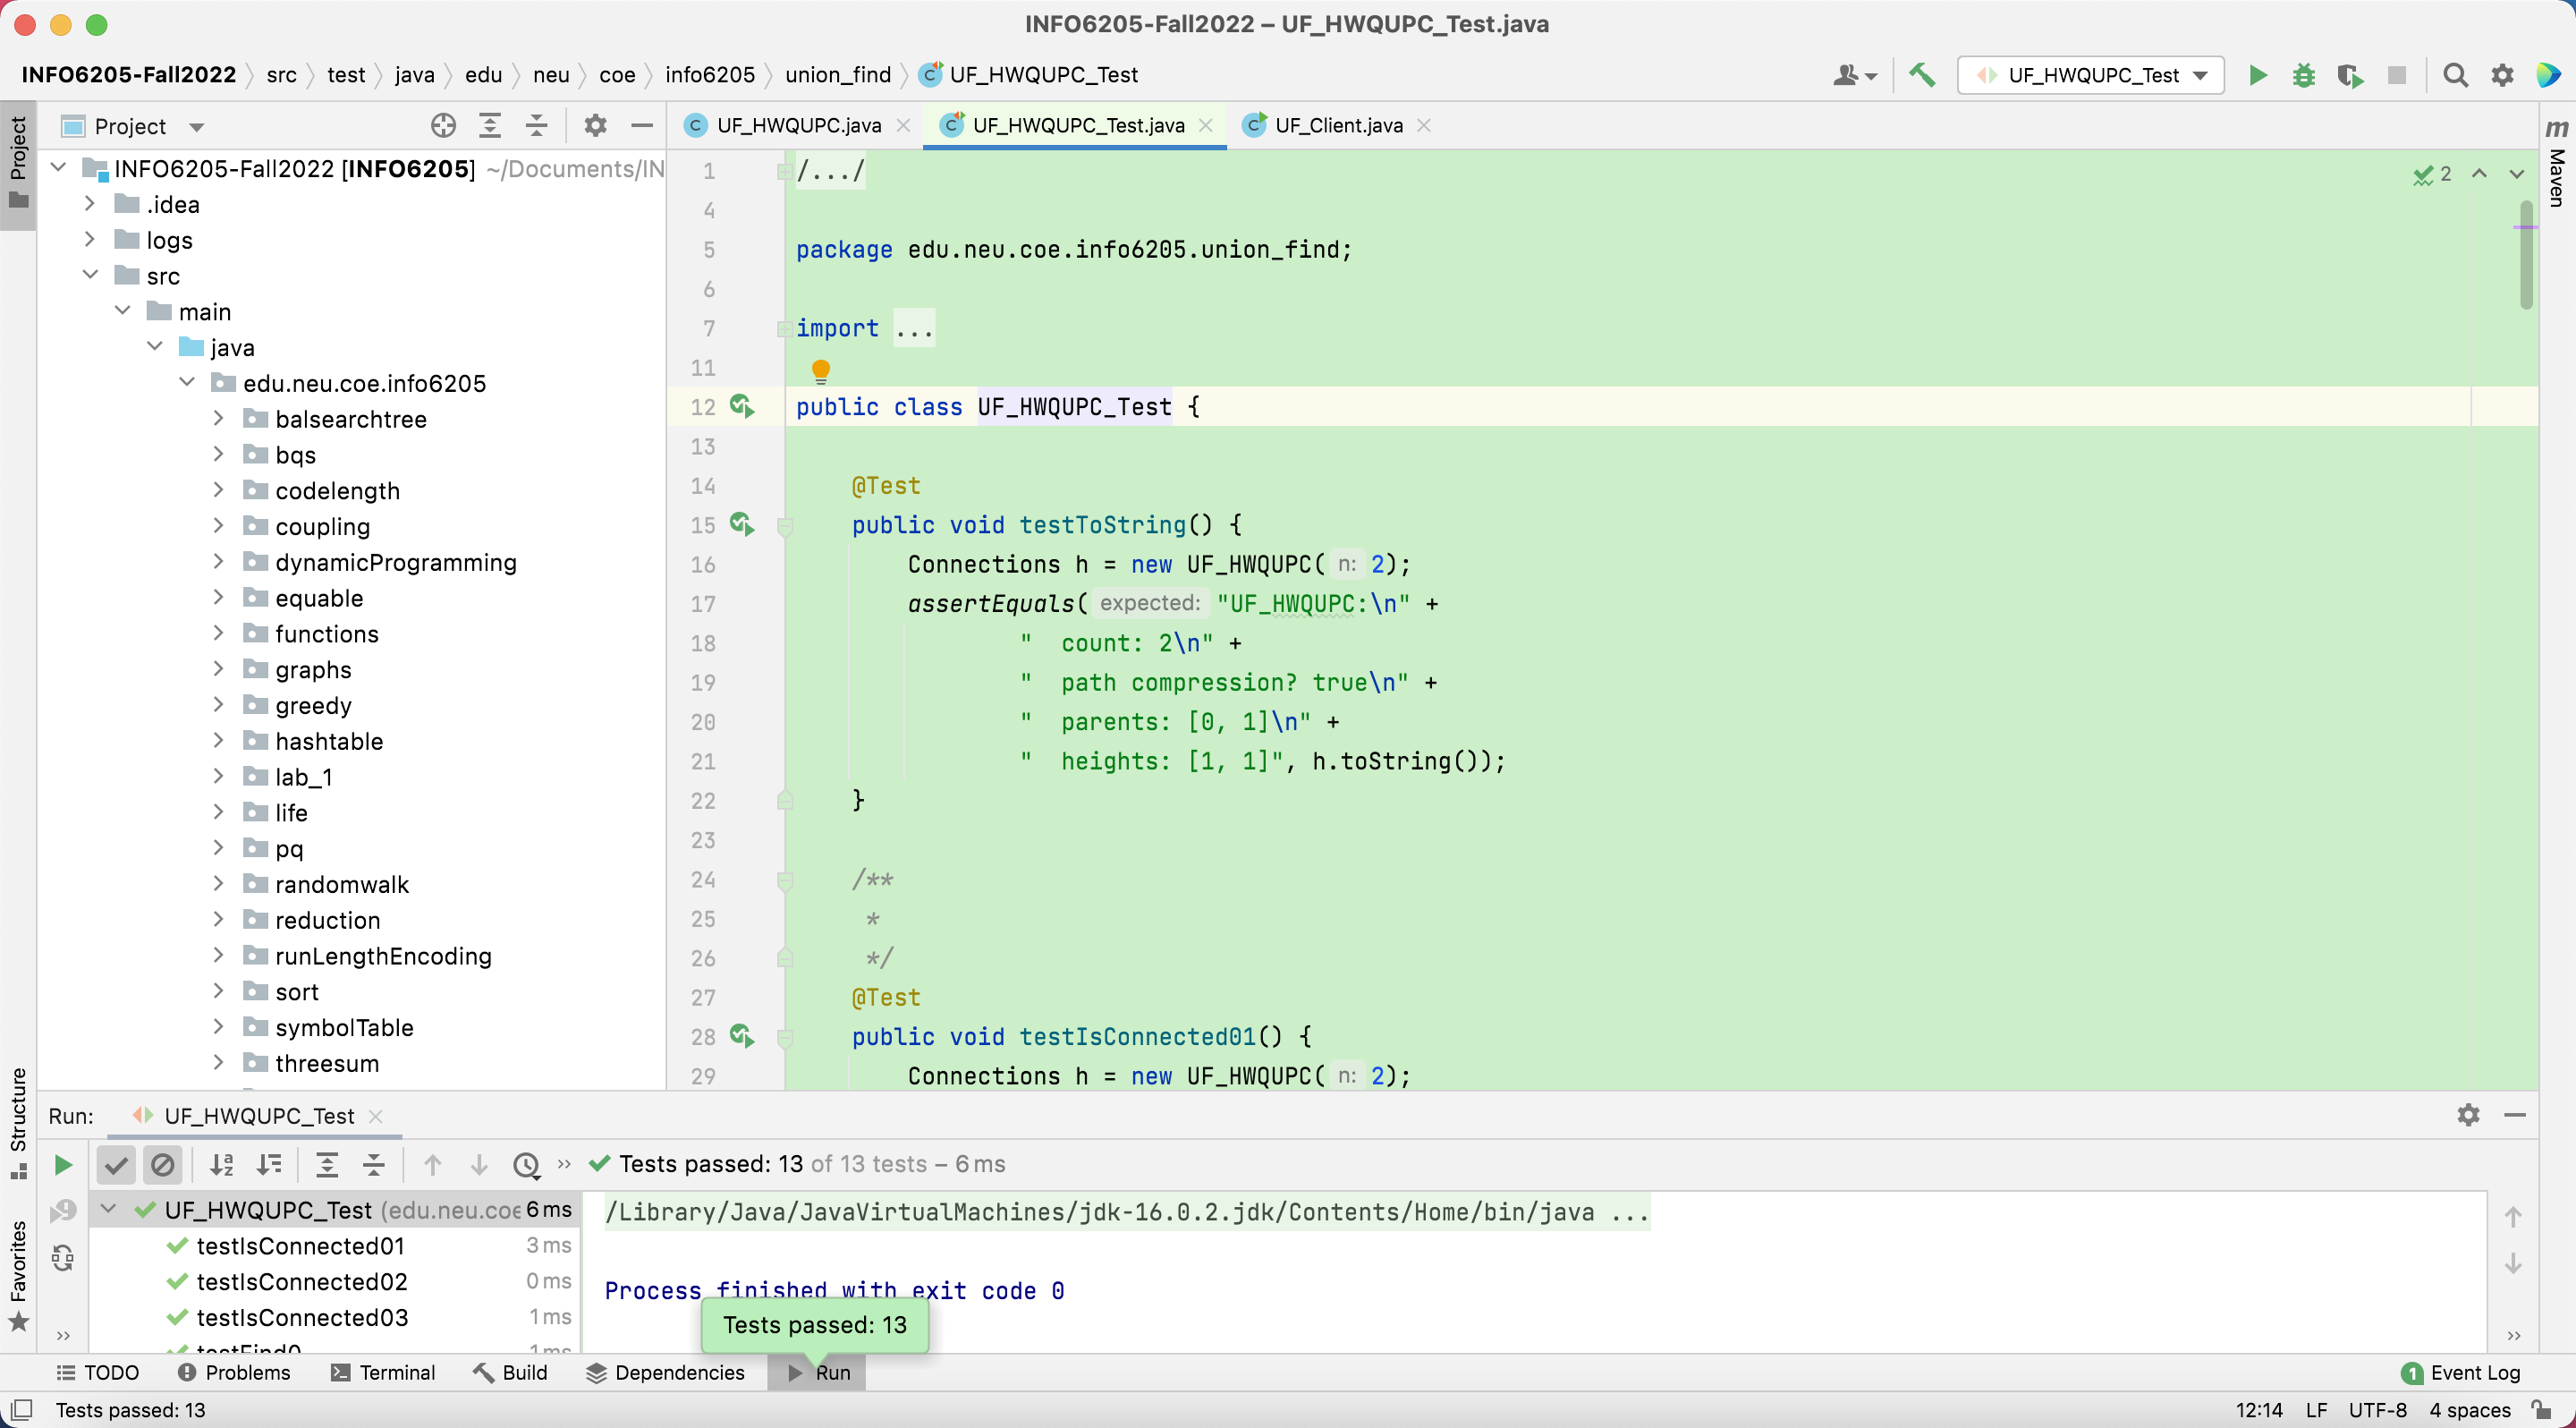 INFO6205-Fall2022 – UF_HWQUPC_Test.java
INFO6205-Fall2022 src test java edu neu coe info6205 union_find UF_HWQUPC_Test
UF_HWQUPC_Test
Project
UF_HWQUPC.java
UF_HWQUPC_Test.java
UF_Client.java
Project
Maven
INFO6205-Fall2022 [INFO6205] ~/Documents/IN
.idea
logs
src
main
java
edu.neu.coe.info6205
balsearchtree
bqs
codelength
coupling
dynamicProgramming
equable
functions
graphs
greedy
hashtable
lab_1
life
pq
randomwalk
reduction
runLengthEncoding
sort
symbolTable
threesum
2
1 /.../
4
5 package edu.neu.coe.info6205.union_find;
6
7 import ...
11
12 public class UF_HWQUPC_Test {
13
14 @Test
15 public void testToString() {
16 Connections h = new UF_HWQUPC( n: 2);
17 assertEquals( expected: "UF_HWQUPC:\n" +
18 "  count: 2\n" +
19 "  path compression? true\n" +
20 "  parents: [0, 1]\n" +
21 "  heights: [1, 1]", h.toString());
22 }
23
24 /**
25 *
26 */
27 @Test
28 public void testIsConnected01() {
29 Connections h = new UF_HWQUPC( n: 2);
Structure
Favorites
Run: UF_HWQUPC_Test
Tests passed: 13 of 13 tests – 6 ms
UF_HWQUPC_Test (edu.neu.coe 6 ms
testIsConnected01 3 ms
testIsConnected02 0 ms
testIsConnected03 1 ms
testFind0 1 ms
/Library/Java/JavaVirtualMachines/jdk-16.0.2.jdk/Contents/Home/bin/java ...
Process finished with exit code 0
Tests passed: 13
TODO Problems Terminal Build Dependencies Run 1 Event Log
Tests passed: 13 12:14 LF UTF-8 4 spaces